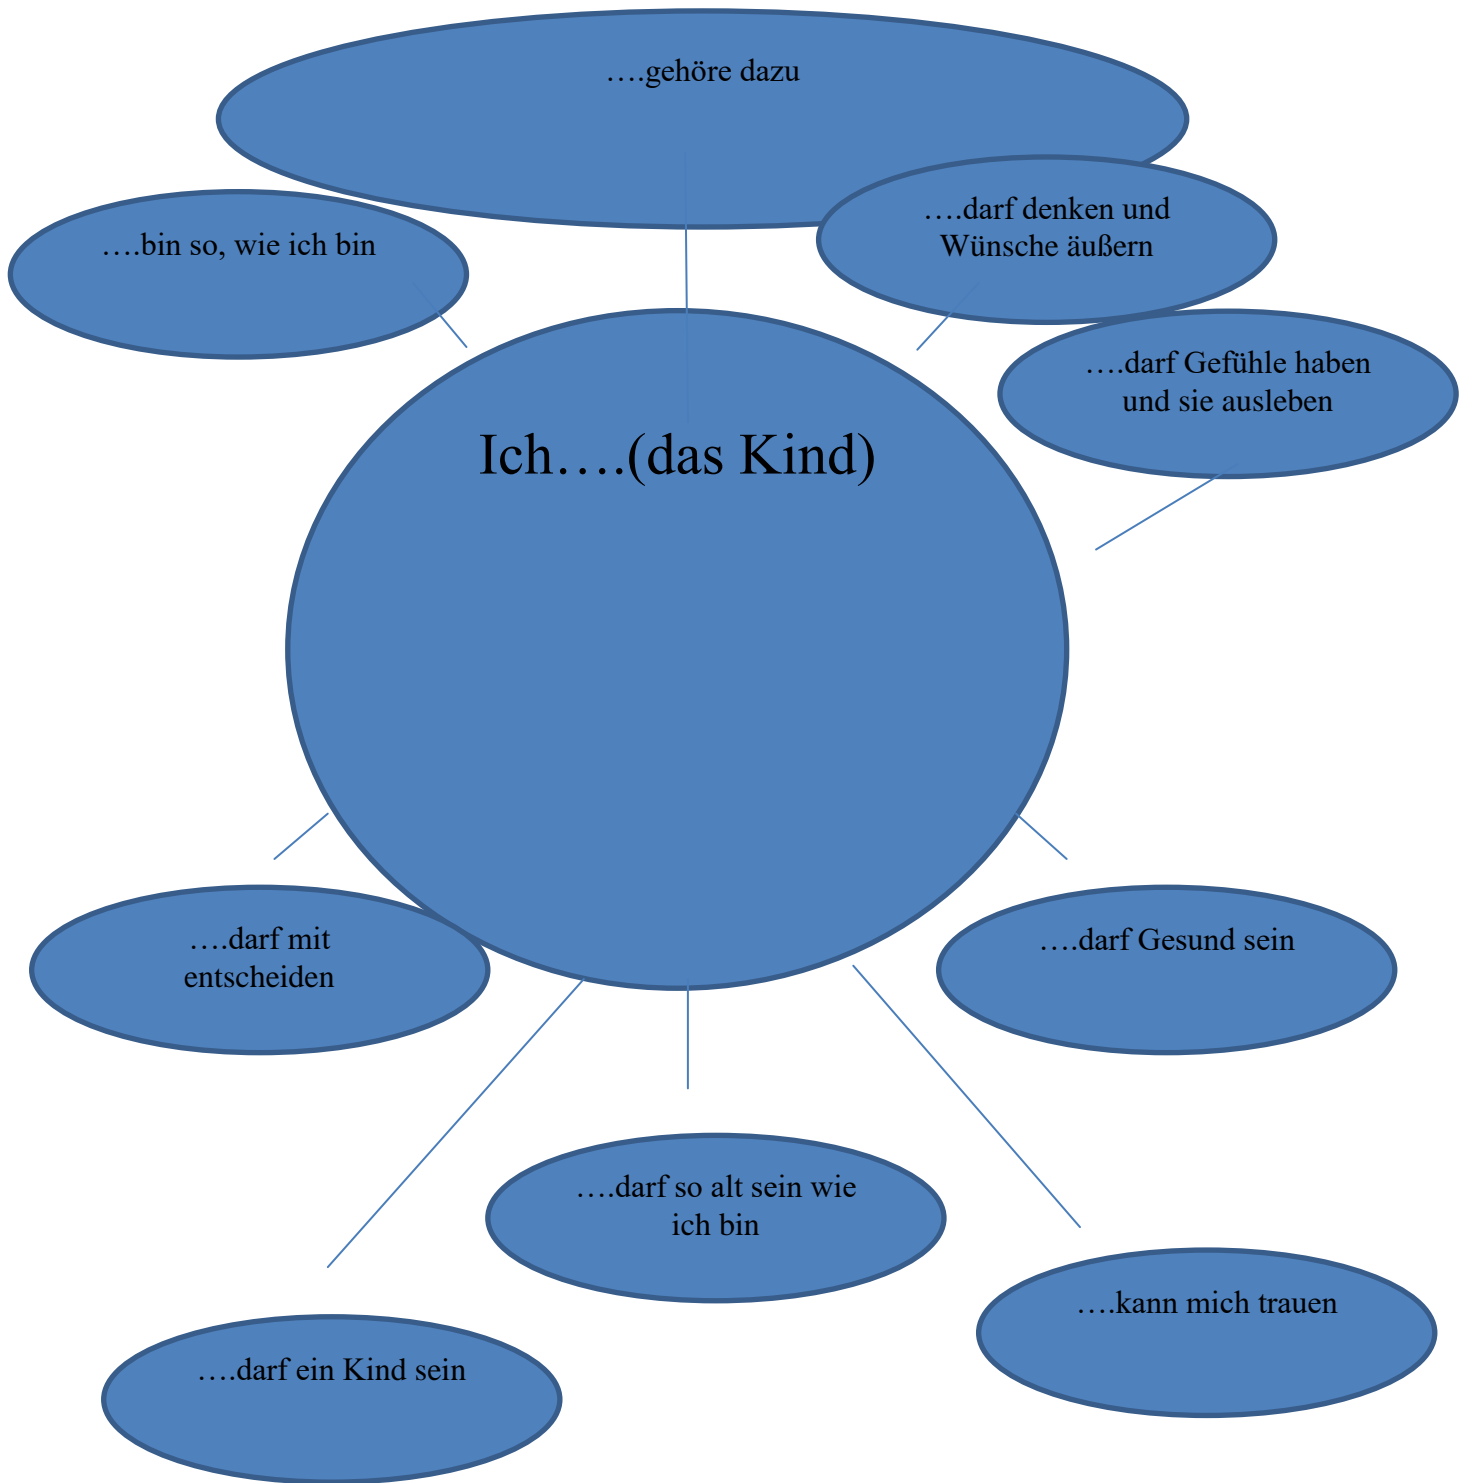 ….gehöre dazu
….darf denken und
Wünsche äußern
….bin so, wie ich bin
….darf Gefühle haben
und sie ausleben
Ich….(das Kind)
….darf mit
entscheiden
….darf Gesund sein
….darf so alt sein wie
ich bin
….kann mich trauen
….darf ein Kind sein